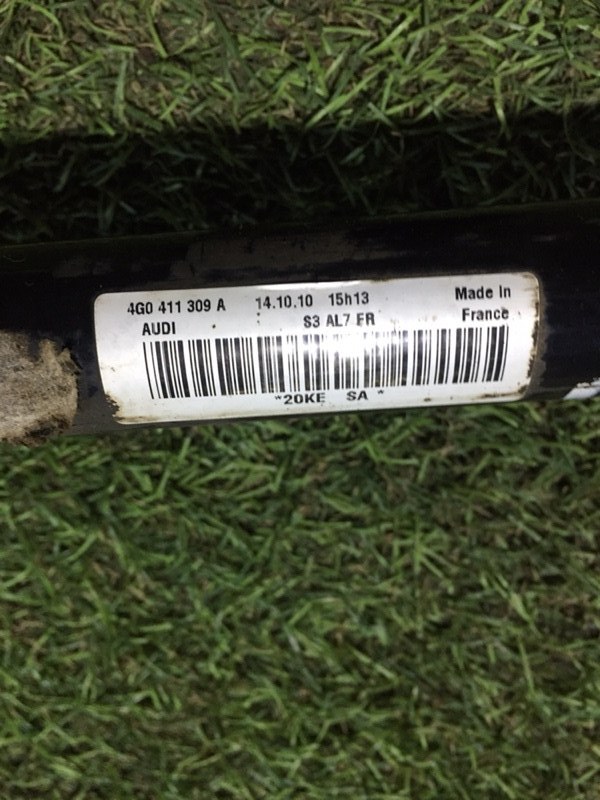 4G0 411 309 A 14.10.10 15h13 Made In
AUDI S3 AL7 FR France
*20KE SA *